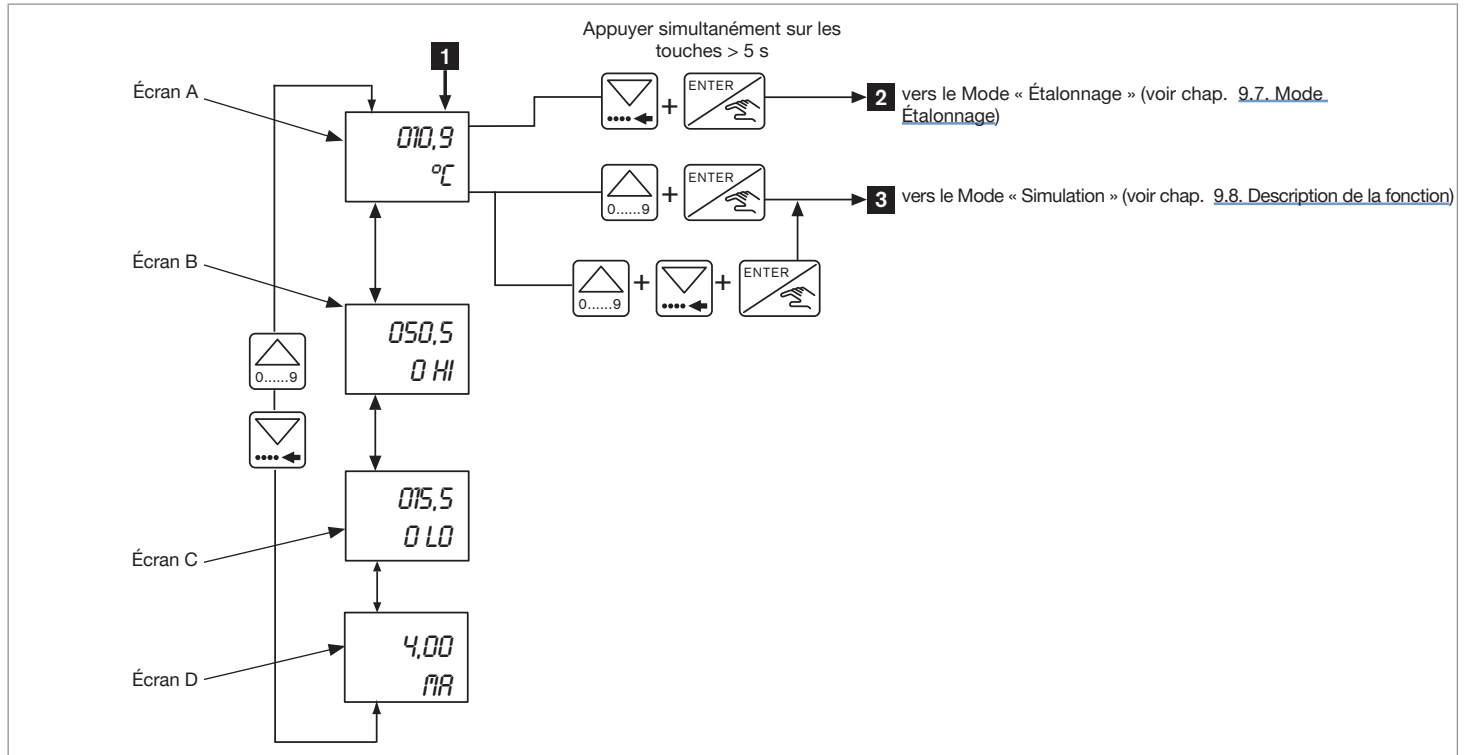 Appuyer simultanément sur les
touches > 5 s
1
Écran A
010,9
°C
ENTER
+
2 vers le Mode « Étalonnage » (voir chap. 9.7. Mode
Étalonnage)
0......9
+
ENTER
3 vers le Mode « Simulation » (voir chap. 9.8. Description de la fonction)
Écran B
0......9
+
+
ENTER
050,5
0 HI
0......9
Écran C
015,5
0 LO
Écran D
4,00
MA